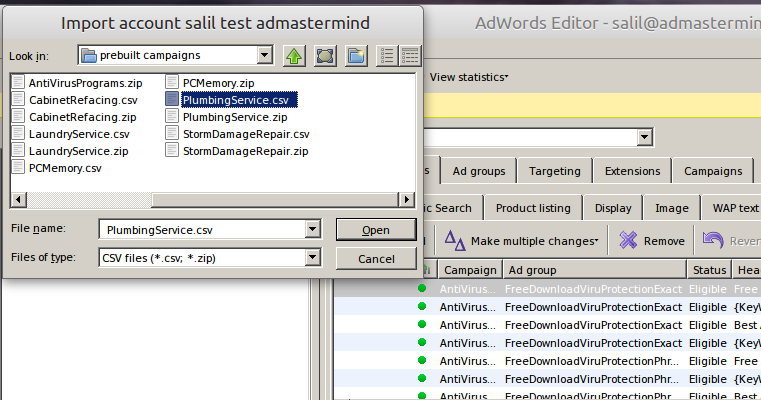 Import account salil test admastermind
AdWords Editor - salil@admastermin
Look in: prebuilt campaigns
View statistics
AntiVirusPrograms.zip PCMemory.zip
CabinetRefacing.csv PlumbingService.csv
CabinetRefacing.zip PlumbingService.zip
LaundryService.csv StormDamageRepair.csv
LaundryService.zip StormDamageRepair.zip
PCMemory.csv
s Ad groups Targeting Extensions Campaigns
ic Search Product listing Display Image WAP text
File name: PlumbingService.csv Open
Make multiple changes Remove Rever
Files of type: CSV files (*.csv; *.zip) Cancel
Campaign Ad group Status Hea
AntiVirus... FreeDownloadViruProtectionExact Eligible Free
AntiVirus... FreeDownloadViruProtectionExact Eligible {KeyW
AntiVirus... FreeDownloadViruProtectionExact Eligible Best A
AntiVirus... FreeDownloadViruProtectionExact Eligible {KeyW
AntiVirus... FreeDownloadViruProtectionPhr... Eligible Free
AntiVirus... FreeDownloadViruProtectionPhr... Eligible {KeyW
AntiVirus... FreeDownloadViruProtectionPhr... Eligible Best A